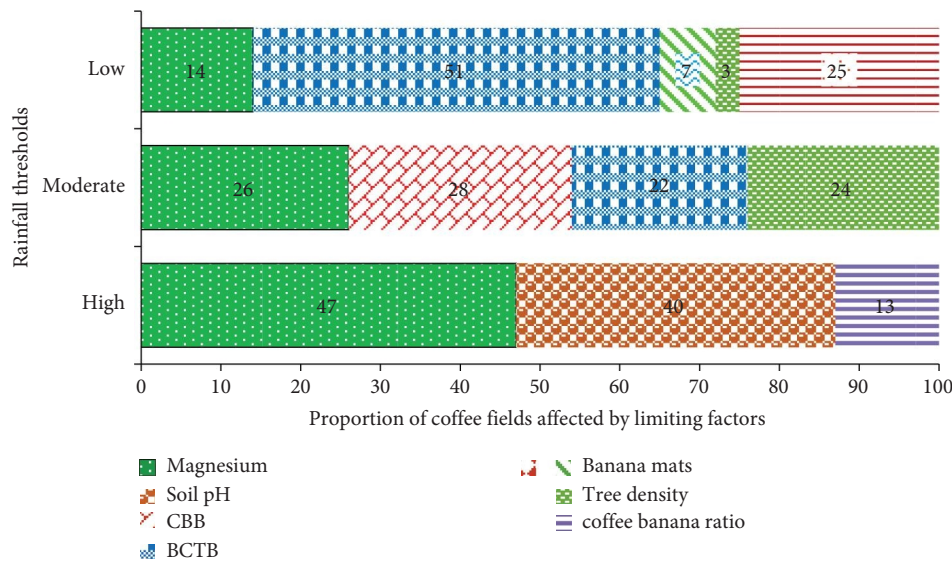 Rainfall thresholds
Low
14
51
7
3
25
Moderate
26
28
22
24
High
47
40
13
0 10 20 30 40 50 60 70 80 90 100
Proportion of coffee fields affected by limiting factors
Magnesium
Soil pH
CBB
BCTB
Banana mats
Tree density
coffee banana ratio